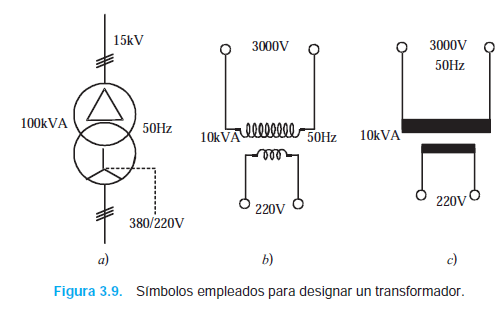 15kV
100kVA
50Hz
380/220V
a)
3000V
10kVA
50Hz
220V
b)
3000V
50Hz
10kVA
220V
c)
Figura 3.9. Símbolos empleados para designar un transformador.